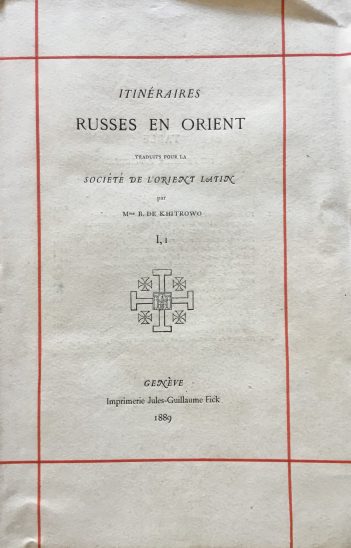 ITINÉRAIRES
RUSSES EN ORIENT
TRADUITS POUR LA
SOCIÉTÉ DE L'ORIENT LATIN
par
Mme B. DE KHITROWO
I, 1
GENÈVE
Imprimerie Jules-Guillaume Fick
1889